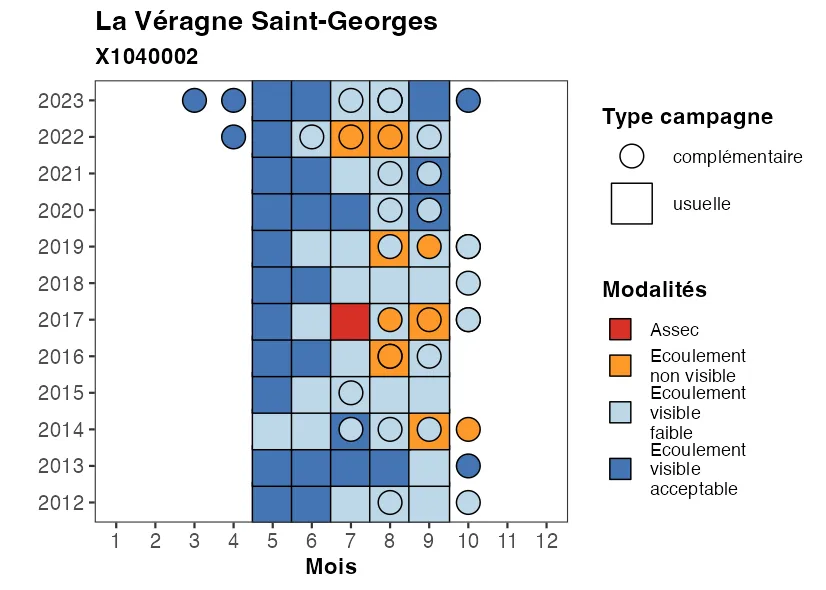 La Véragne Saint-Georges
X1040002
2023
2022
2021
2020
2019
2018
2017
2016
2015
2014
2013
2012
1 2 3 4 5 6 7 8 9 10 11 12
Mois
Type campagne
complémentaire
usuelle
Modalités
Assec
Ecoulement
non visible
Ecoulement
visible
faible
Ecoulement
visible
acceptable